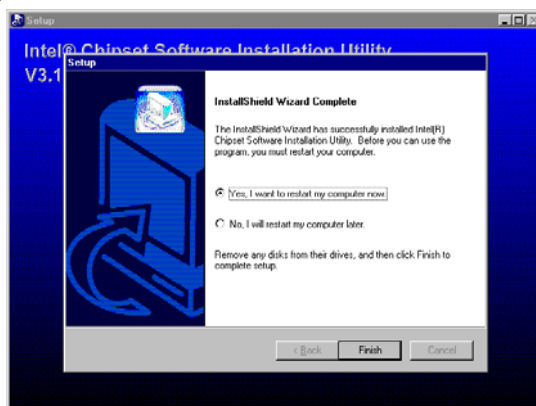 Setup
Intel® Chipset Software Installation Utility
V3.1
Setup
InstallShield Wizard Complete
The InstallShield Wizard has successfully installed Intel(R)
Chipset Software Installation Utility. Before you can use the
program, you must restart your computer.
Yes, I want to restart my computer now.
No, I will restart my computer later.
Remove any disks from their drives, and then click Finish to
complete setup.
< Back
Finish
Cancel